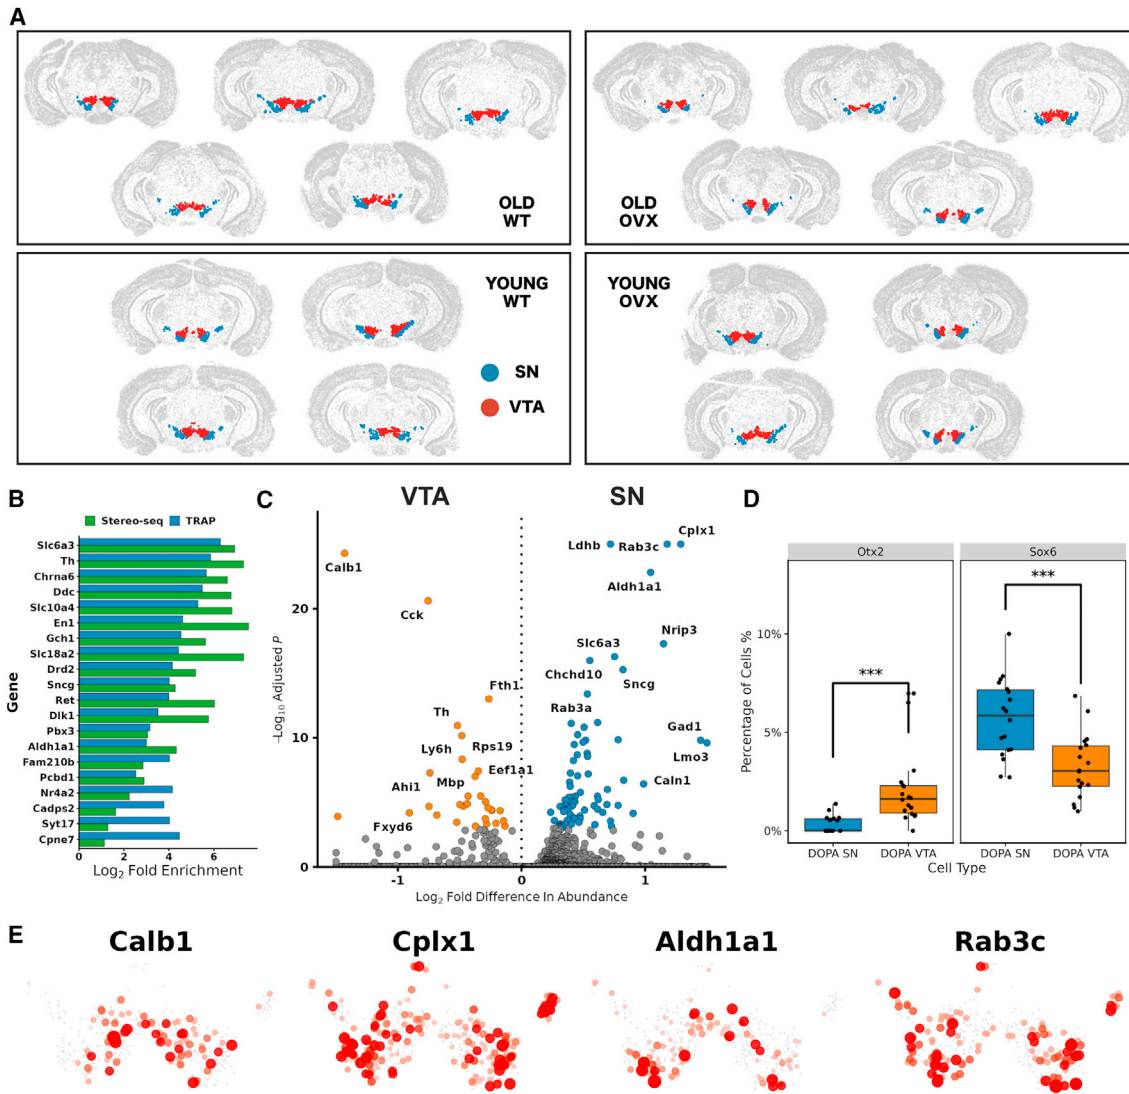 A
OLD
WT
OLD
OVX
YOUNG
WT
SN
VTA
YOUNG
OVX
B
Stereo-seq TRAP
Gene
Slc6a3
Th
Chrna6
Ddc
Slc10a4
En1
Gch1
Slc18a2
Drd2
Sncg
Ret
Dlk1
Pbx3
Aldh1a1
Fam210b
Pcbd1
Nr4a2
Cadps2
Syt17
Cpne7
0 2 4 6
Log2 Fold Enrichment
C
VTA SN
–Log10 Adjusted P
20
10
0
-1 0 1
Log2 Fold Difference In Abundance
Calb1
Cck
Fth1
Th
Ly6h
Rps19
Eef1a1
Mbp
Ahi1
Fxyd6
Ldhb
Rab3c
Cplx1
Aldh1a1
Nrip3
Slc6a3
Chchd10
Sncg
Rab3a
Gad1
Lmo3
Caln1
D
Otx2 Sox6
*** ***
Percentage of Cells %
10%
5%
0%
DOPA SN DOPA VTA DOPA SN DOPA VTA
Cell Type
E
Calb1 Cplx1 Aldh1a1 Rab3c